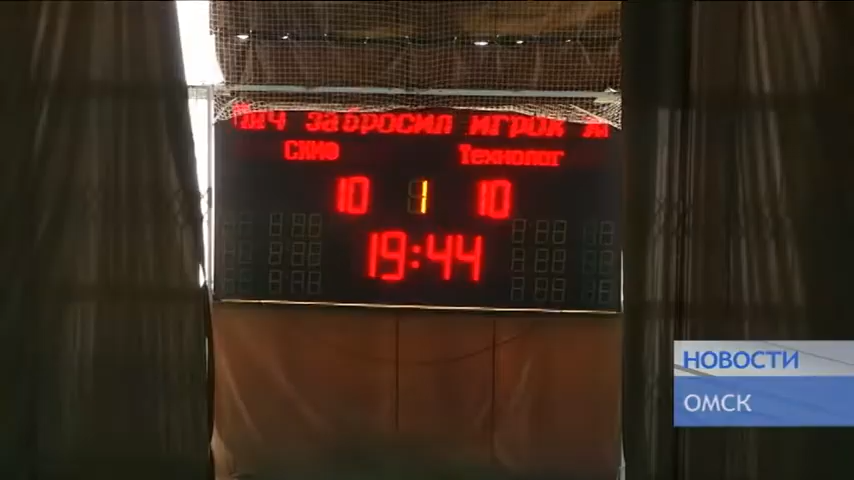 Мяч забросил игрок
СКИФ Технолог
10 1 10
19:44
НОВОСТИ
ОМСК